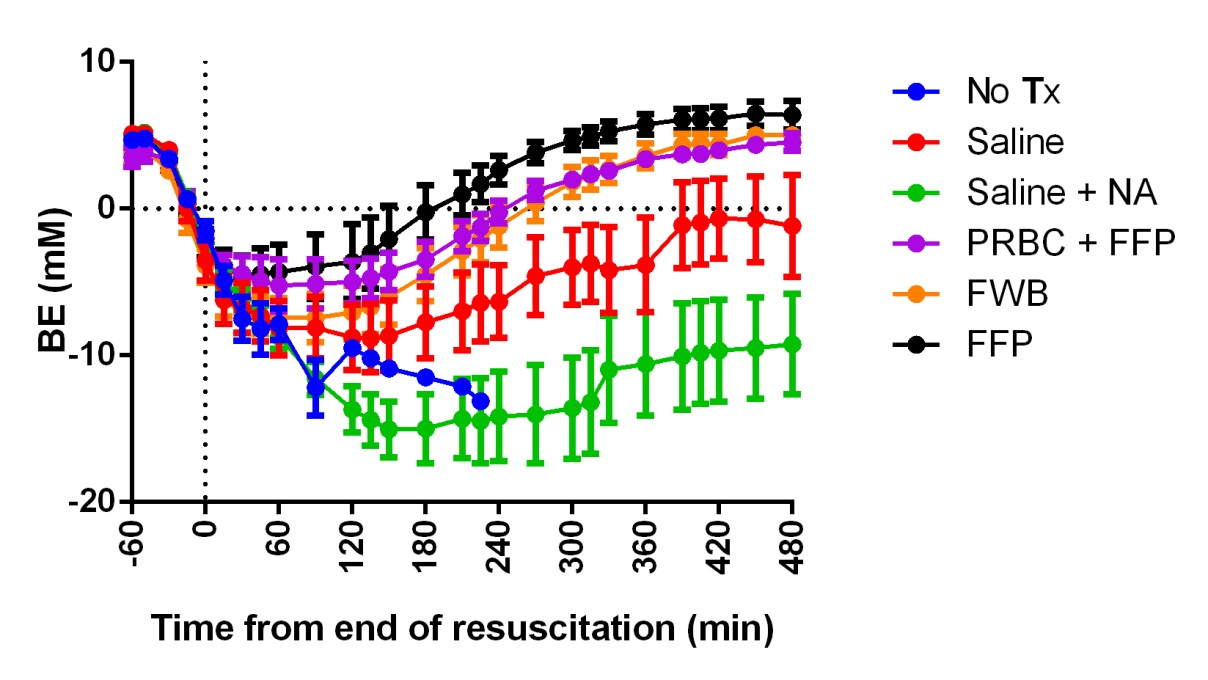 10
0
-10
-20
BE (mM)
-60
0
60
120
180
240
300
360
420
480
Time from end of resuscitation (min)
No Tx
Saline
Saline + NA
PRBC + FFP
FWB
FFP